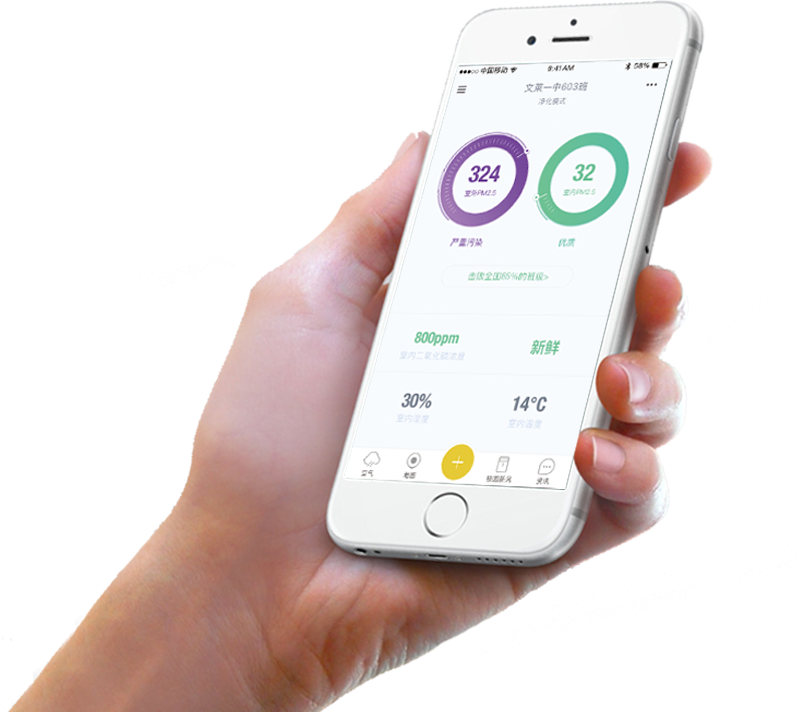 中国移动 9:41AM 58%
文莱一中603班
净化模式
324 32
室外PM2.5 室内PM2.5
严重污染 优质
击败全国85%的班级>
800ppm 新鲜
室内二氧化碳浓度
30% 14°C
室内湿度 室内温度
空气 地图 校园新风 资讯